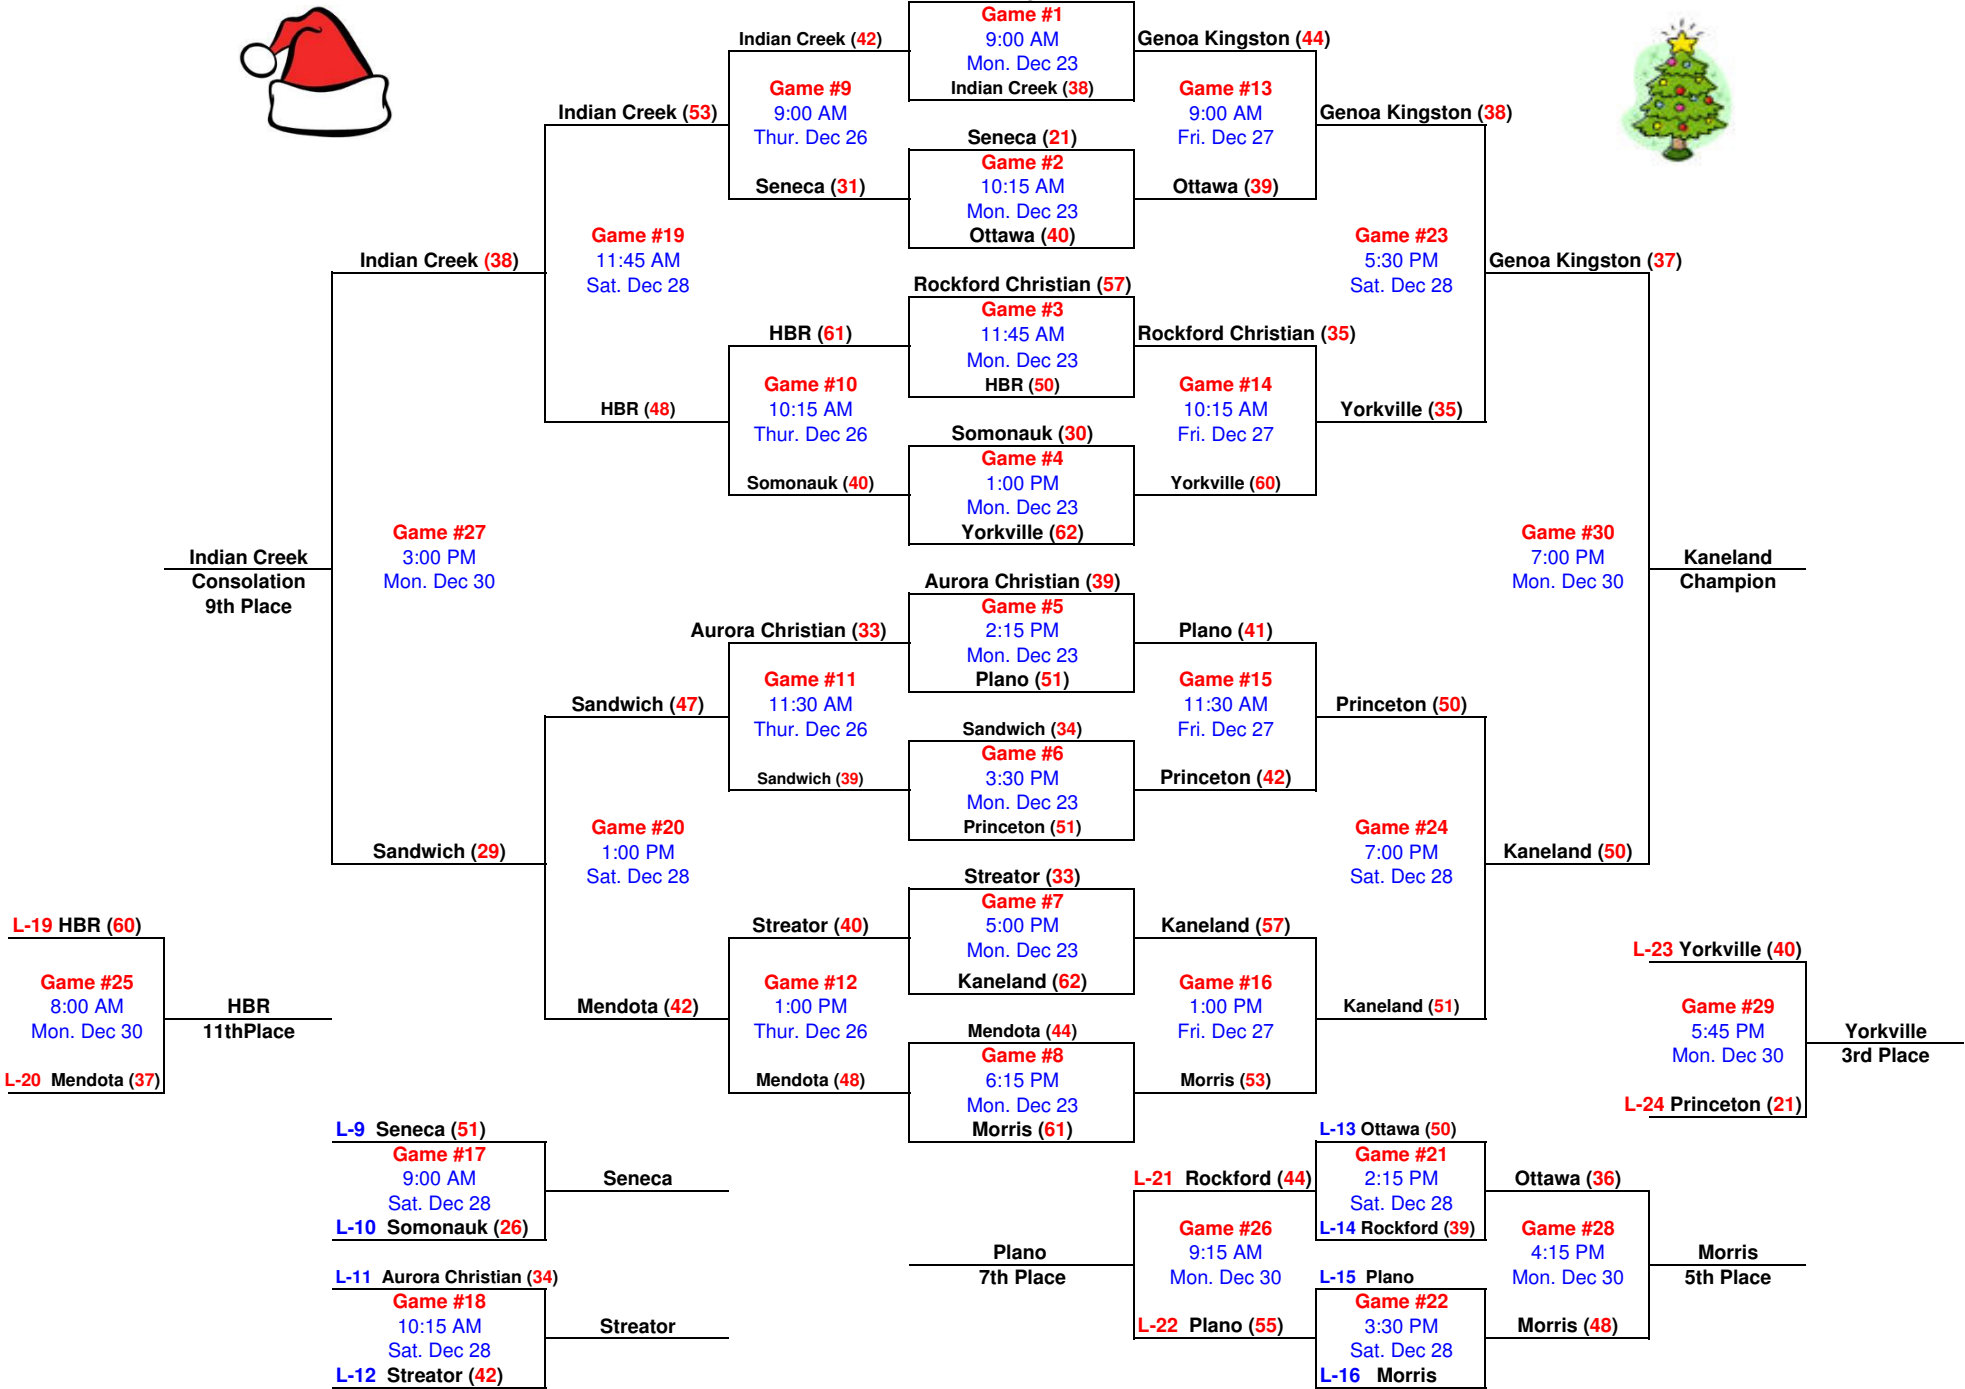 Game #1
Indian Creek (42)
9:00 AM
Genoa Kingston (44)
Mon. Dec 23
Game #9
Indian Creek (38)
Game #13
Indian Creek (53)
9:00 AM
9:00 AM
Genoa Kingston (38)
Thur. Dec 26
Seneca (21)
Fri. Dec 27
Game #2
Seneca (31)
10:15 AM
Ottawa (39)
Mon. Dec 23
Game #19
Ottawa (40)
Game #23
Indian Creek (38)
11:45 AM
5:30 PM
Genoa Kingston (37)
Sat. Dec 28
Rockford Christian (57)
Sat. Dec 28
Game #3
HBR (61)
11:45 AM
Rockford Christian (35)
Mon. Dec 23
Game #10
HBR (50)
Game #14
HBR (48)
10:15 AM
10:15 AM
Yorkville (35)
Thur. Dec 26
Somonauk (30)
Fri. Dec 27
Game #4
Somonauk (40)
1:00 PM
Yorkville (60)
Mon. Dec 23
Game #27
Yorkville (62)
Game #30
Indian Creek
3:00 PM
7:00 PM
Kaneland
Consolation
Mon. Dec 30
Aurora Christian (39)
Mon. Dec 30
Champion
9th Place
Game #5
Aurora Christian (33)
2:15 PM
Plano (41)
Mon. Dec 23
Game #11
Plano (51)
Game #15
Sandwich (47)
11:30 AM
11:30 AM
Princeton (50)
Thur. Dec 26
Sandwich (34)
Fri. Dec 27
Game #6
Sandwich (39)
3:30 PM
Princeton (42)
Mon. Dec 23
Game #20
Princeton (51)
Game #24
Sandwich (29)
1:00 PM
7:00 PM
Kaneland (50)
Sat. Dec 28
Streator (33)
Sat. Dec 28
Game #7
L-19 HBR (60)
Streator (40)
5:00 PM
Kaneland (57)
Mon. Dec 23
L-23 Yorkville (40)
Game #25
Game #12
Kaneland (62)
Game #16
8:00 AM
HBR
Mendota (42)
1:00 PM
1:00 PM
Kaneland (51)
Game #29
Mon. Dec 30
11thPlace
Thur. Dec 26
Mendota (44)
Fri. Dec 27
5:45 PM
Yorkville
Game #8
Mon. Dec 30
3rd Place
L-20 Mendota (37)
Mendota (48)
6:15 PM
Morris (53)
Mon. Dec 23
L-24 Princeton (21)
L-9 Seneca (51)
Morris (61)
L-13 Ottawa (50)
Game #17
Game #21
9:00 AM
Seneca
L-21 Rockford (44)
2:15 PM
Ottawa (36)
Sat. Dec 28
Sat. Dec 28
L-10 Somonauk (26)
Game #26
L-14 Rockford (39)
Game #28
Plano
9:15 AM
4:15 PM
Morris
7th Place
Mon. Dec 30
L-15 Plano
Mon. Dec 30
5th Place
L-11 Aurora Christian (34)
Game #18
Game #22
10:15 AM
Streator
L-22 Plano (55)
3:30 PM
Morris (48)
Sat. Dec 28
Sat. Dec 28
L-12 Streator (42)
L-16 Morris